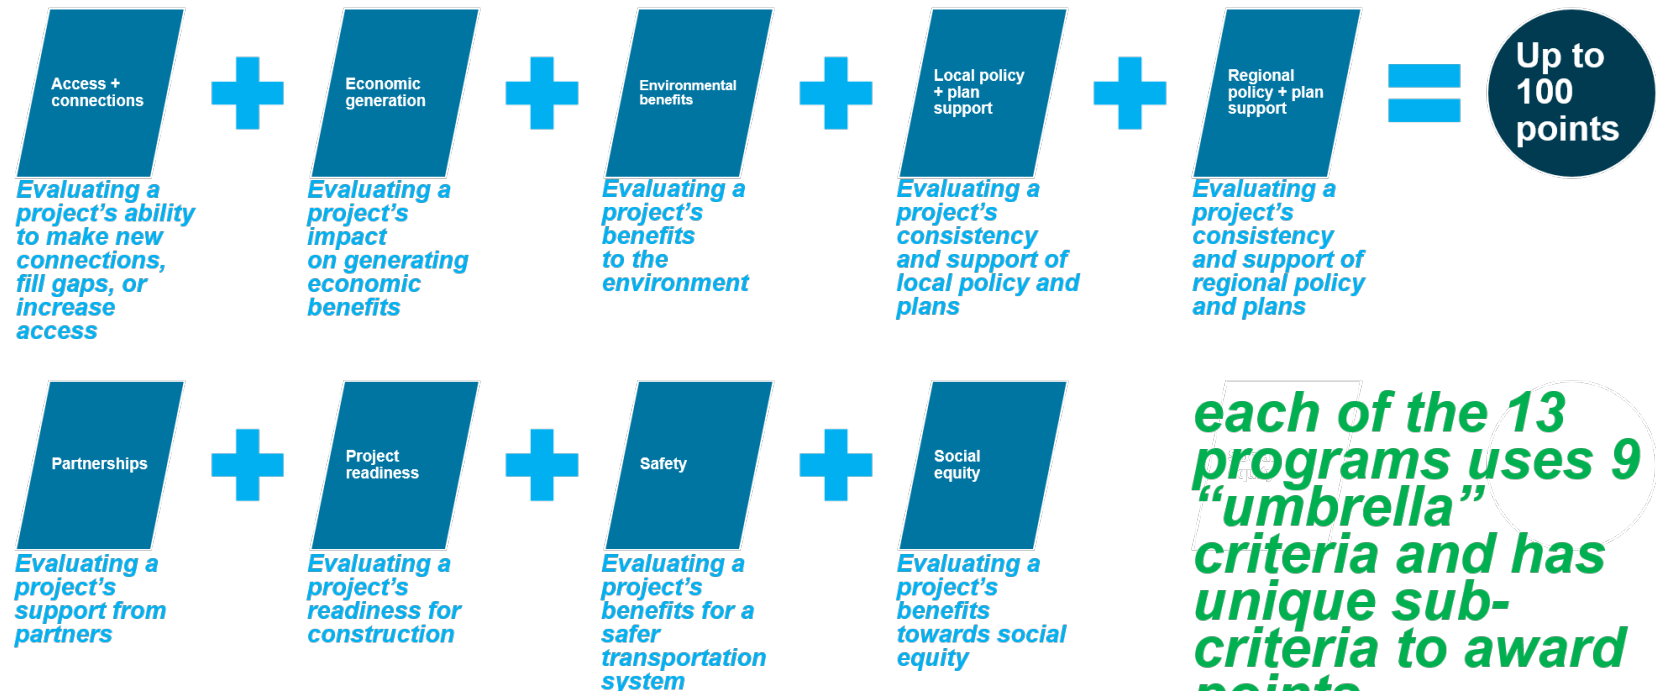 Access +
connections
Economic
generation
Environmental
benefits
Local policy
+ plan
support
Regional
policy + plan
support
Up to
100
points
Evaluating a
project’s ability
to make new
connections,
fill gaps, or
increase
access
Evaluating a
project’s
impact
on generating
economic
benefits
Evaluating a
project’s
benefits
to the
environment
Evaluating a
project’s
consistency
and support of
local policy and
plans
Evaluating a
project’s
consistency
and support of
regional policy
and plans
Partnerships
Project
readiness
Safety
Social
equity
Evaluating a
project’s
support from
partners
Evaluating a
project’s
readiness for
construction
Evaluating a
project’s
benefits for a
safer
transportation
system
Evaluating a
project’s
benefits
towards social
equity
each of the 13
programs uses 9
“umbrella”
criteria and has
unique sub-
criteria to award
points